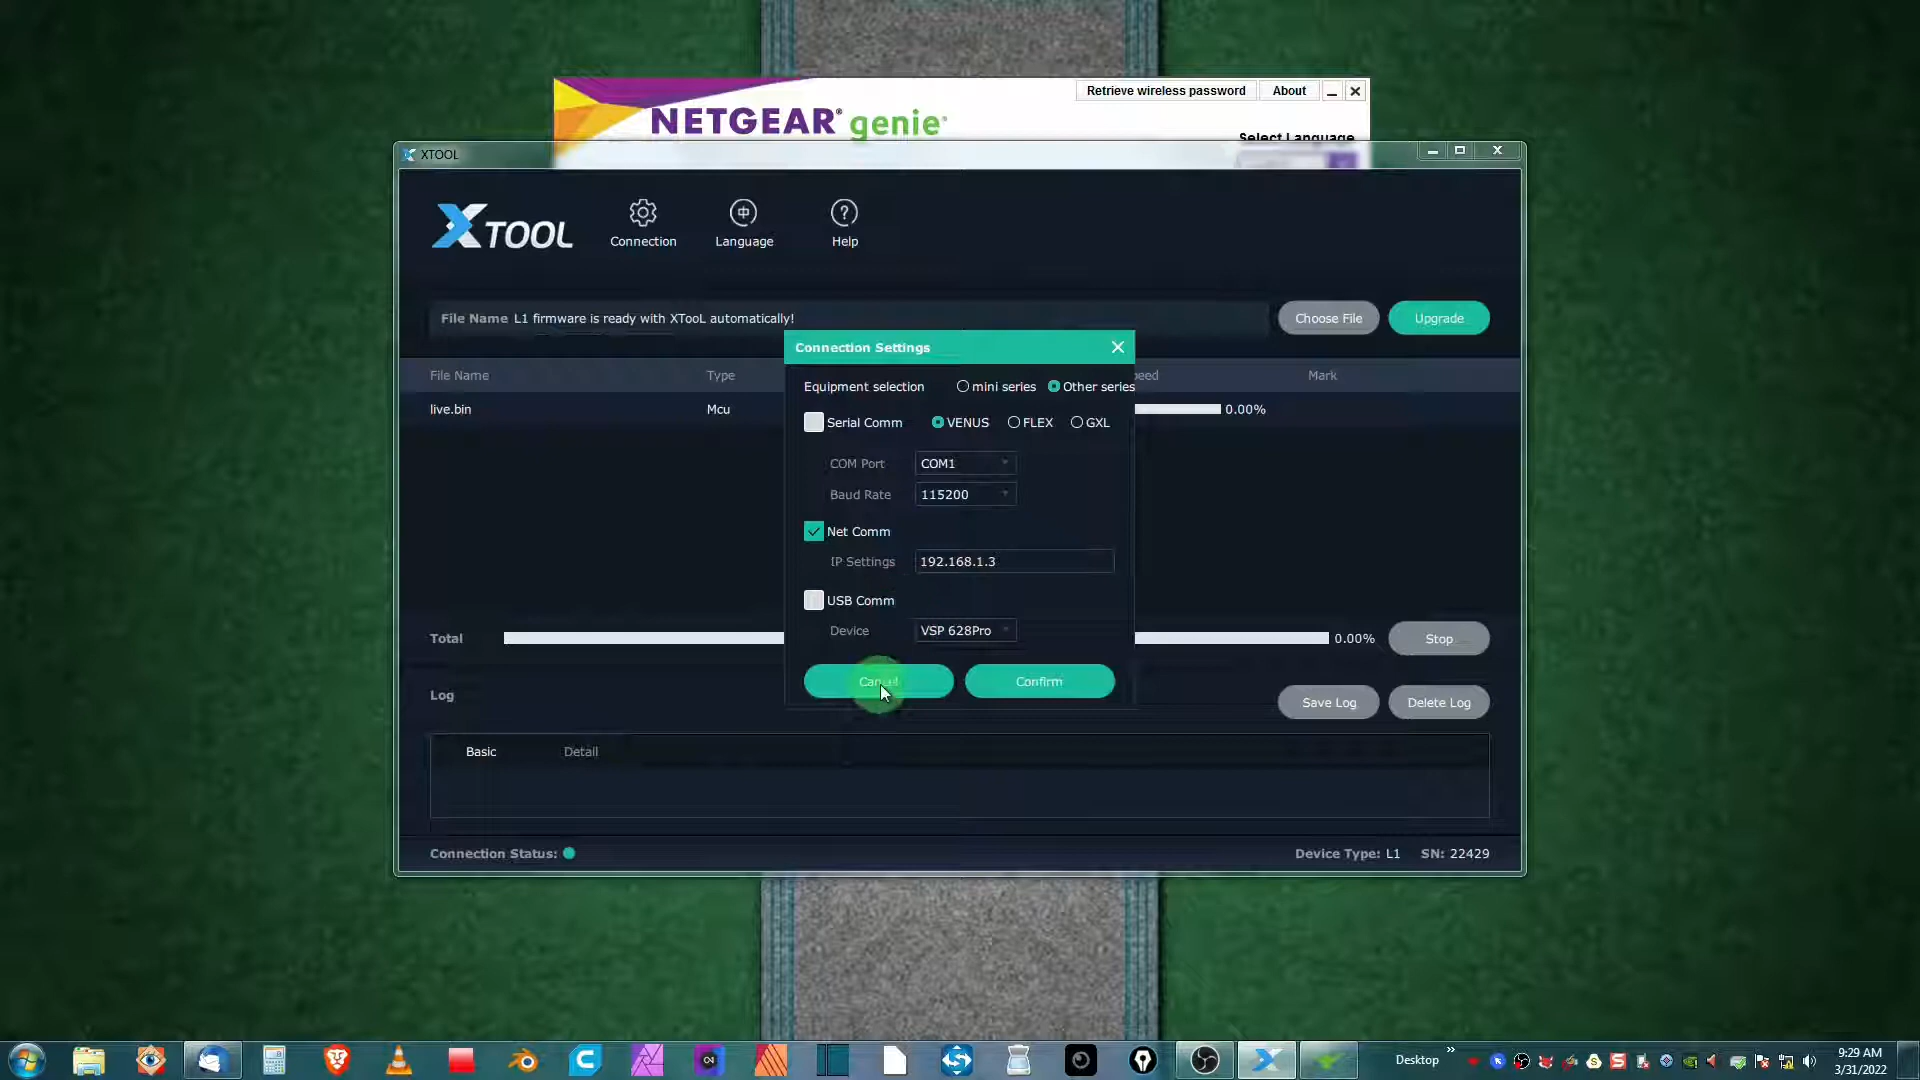 Retrieve wireless password About
NETGEAR® genie®
Select Language
XTOOL
XTOOL
Connection Language Help
File Name L1 firmware is ready with XTooL automatically!
Choose File Upgrade
Connection Settings
File Name Type eed Mark
Equipment selection mini series Other series
live.bin Mcu 0.00%
Serial Comm VENUS FLEX GXL
COM Port COM1
Baud Rate 115200
Net Comm
IP Settings 192.168.1.3
USB Comm
Device VSP 628Pro
Total 0.00% Stop
Cancel Confirm
Log
Save Log Delete Log
Basic Detail
Connection Status: Device Type: L1 SN: 22429
Desktop »
9:29 AM
3/31/2022